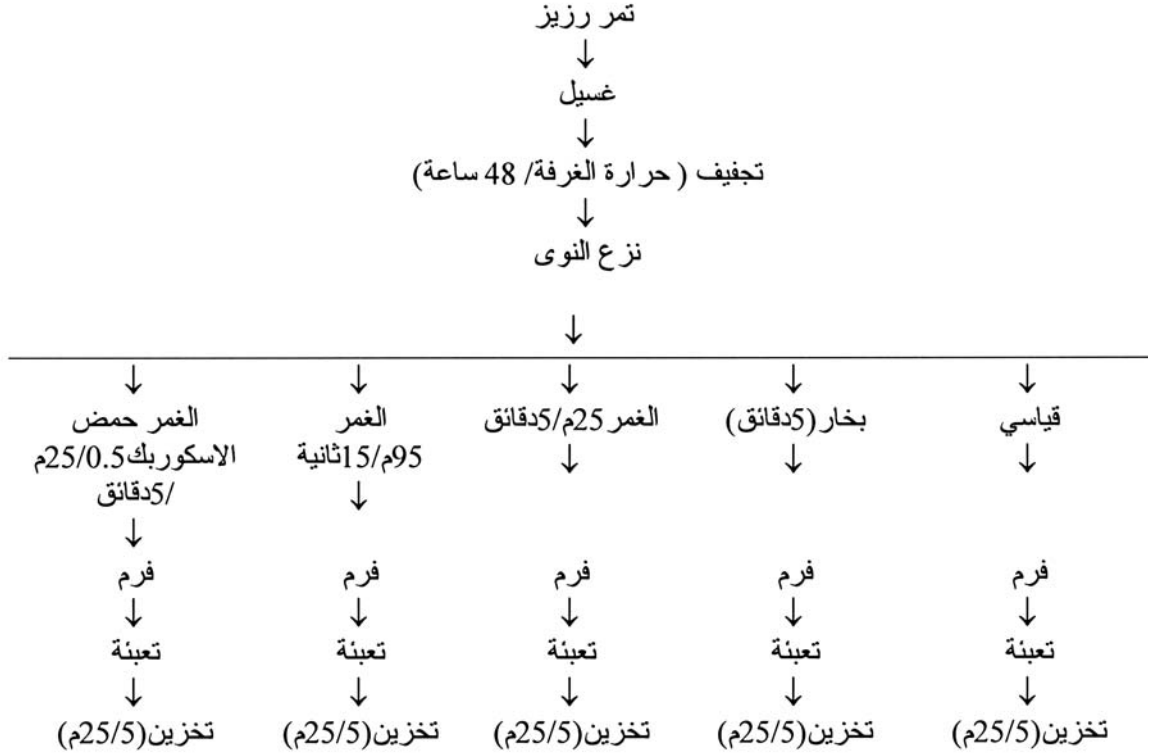 تمر رزيز
↓
غسيل
↓
تجفيف ( حرارة الغرفة/ 48 ساعة)
↓
نزع النوى
↓
↓ ↓ ↓ ↓ ↓
قياسي بخار(5دقائق) الغمر25م/5دقائق الغمر الغمر حمض
↓ ↓ ↓ 95م/15ثانية الاسكوربك25/0.5م
↓ /5دقائق
↓
فرم فرم فرم فرم فرم
↓ ↓ ↓ ↓ ↓
تعبئة تعبئة تعبئة تعبئة تعبئة
↓ ↓ ↓ ↓ ↓
تخزين(25/5م) تخزين(25/5م) تخزين(25/5م) تخزين(25/5م) تخزين(25/5م)